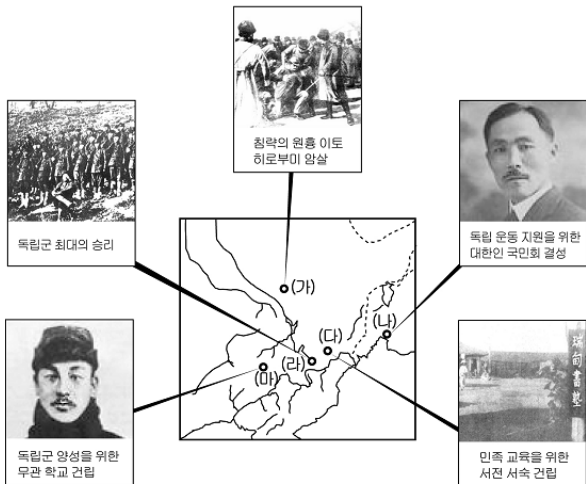 침략의 원흉 이토
히로부미 암살
독립군 최대의 승리
독립 운동 지원을 위한
대한인 국민회 결성
(가)
(나)
(다)
(라)
(마)
독립군 양성을 위한
무관 학교 건립
瑞甸書塾
민족 교육을 위한
서전 서숙 건립